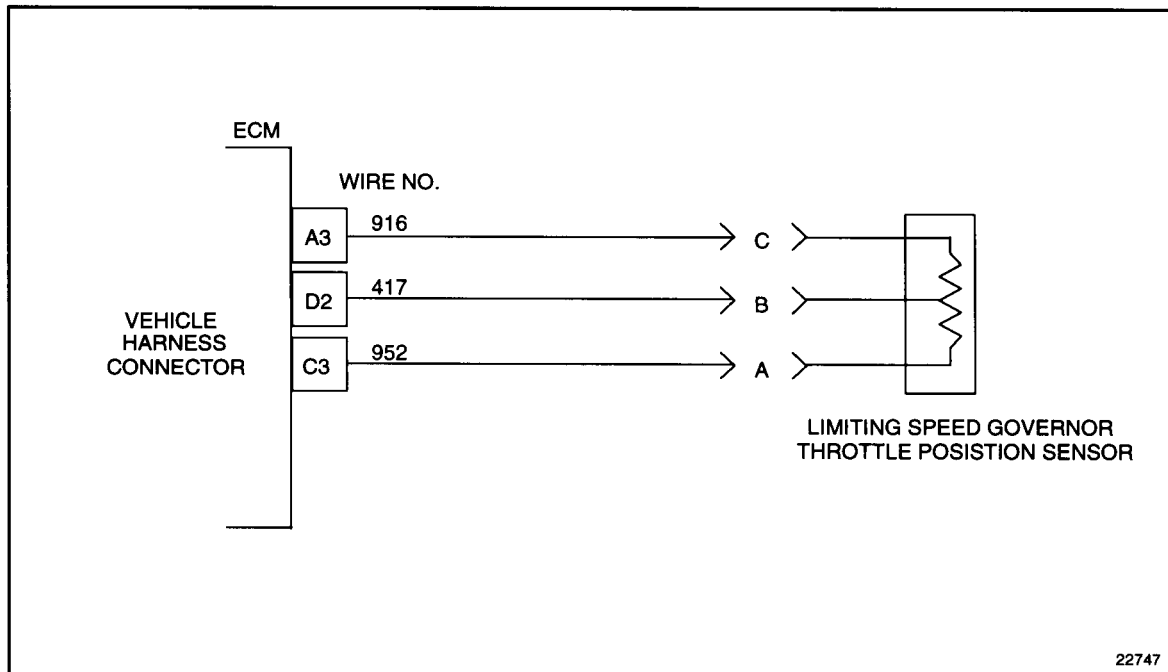 ECM
WIRE NO.
A3
916
C
D2
417
B
C3
952
A
VEHICLE
HARNESS
CONNECTOR
LIMITING SPEED GOVERNOR
THROTTLE POSISTION SENSOR
22747